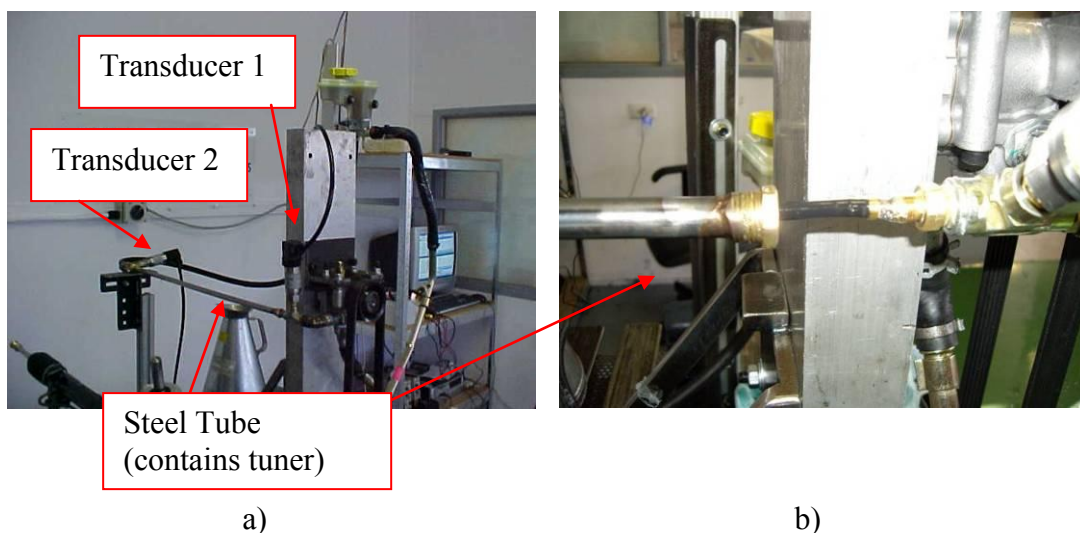 Transducer 1
Transducer 2
Steel Tube
(contains tuner)
a)
b)